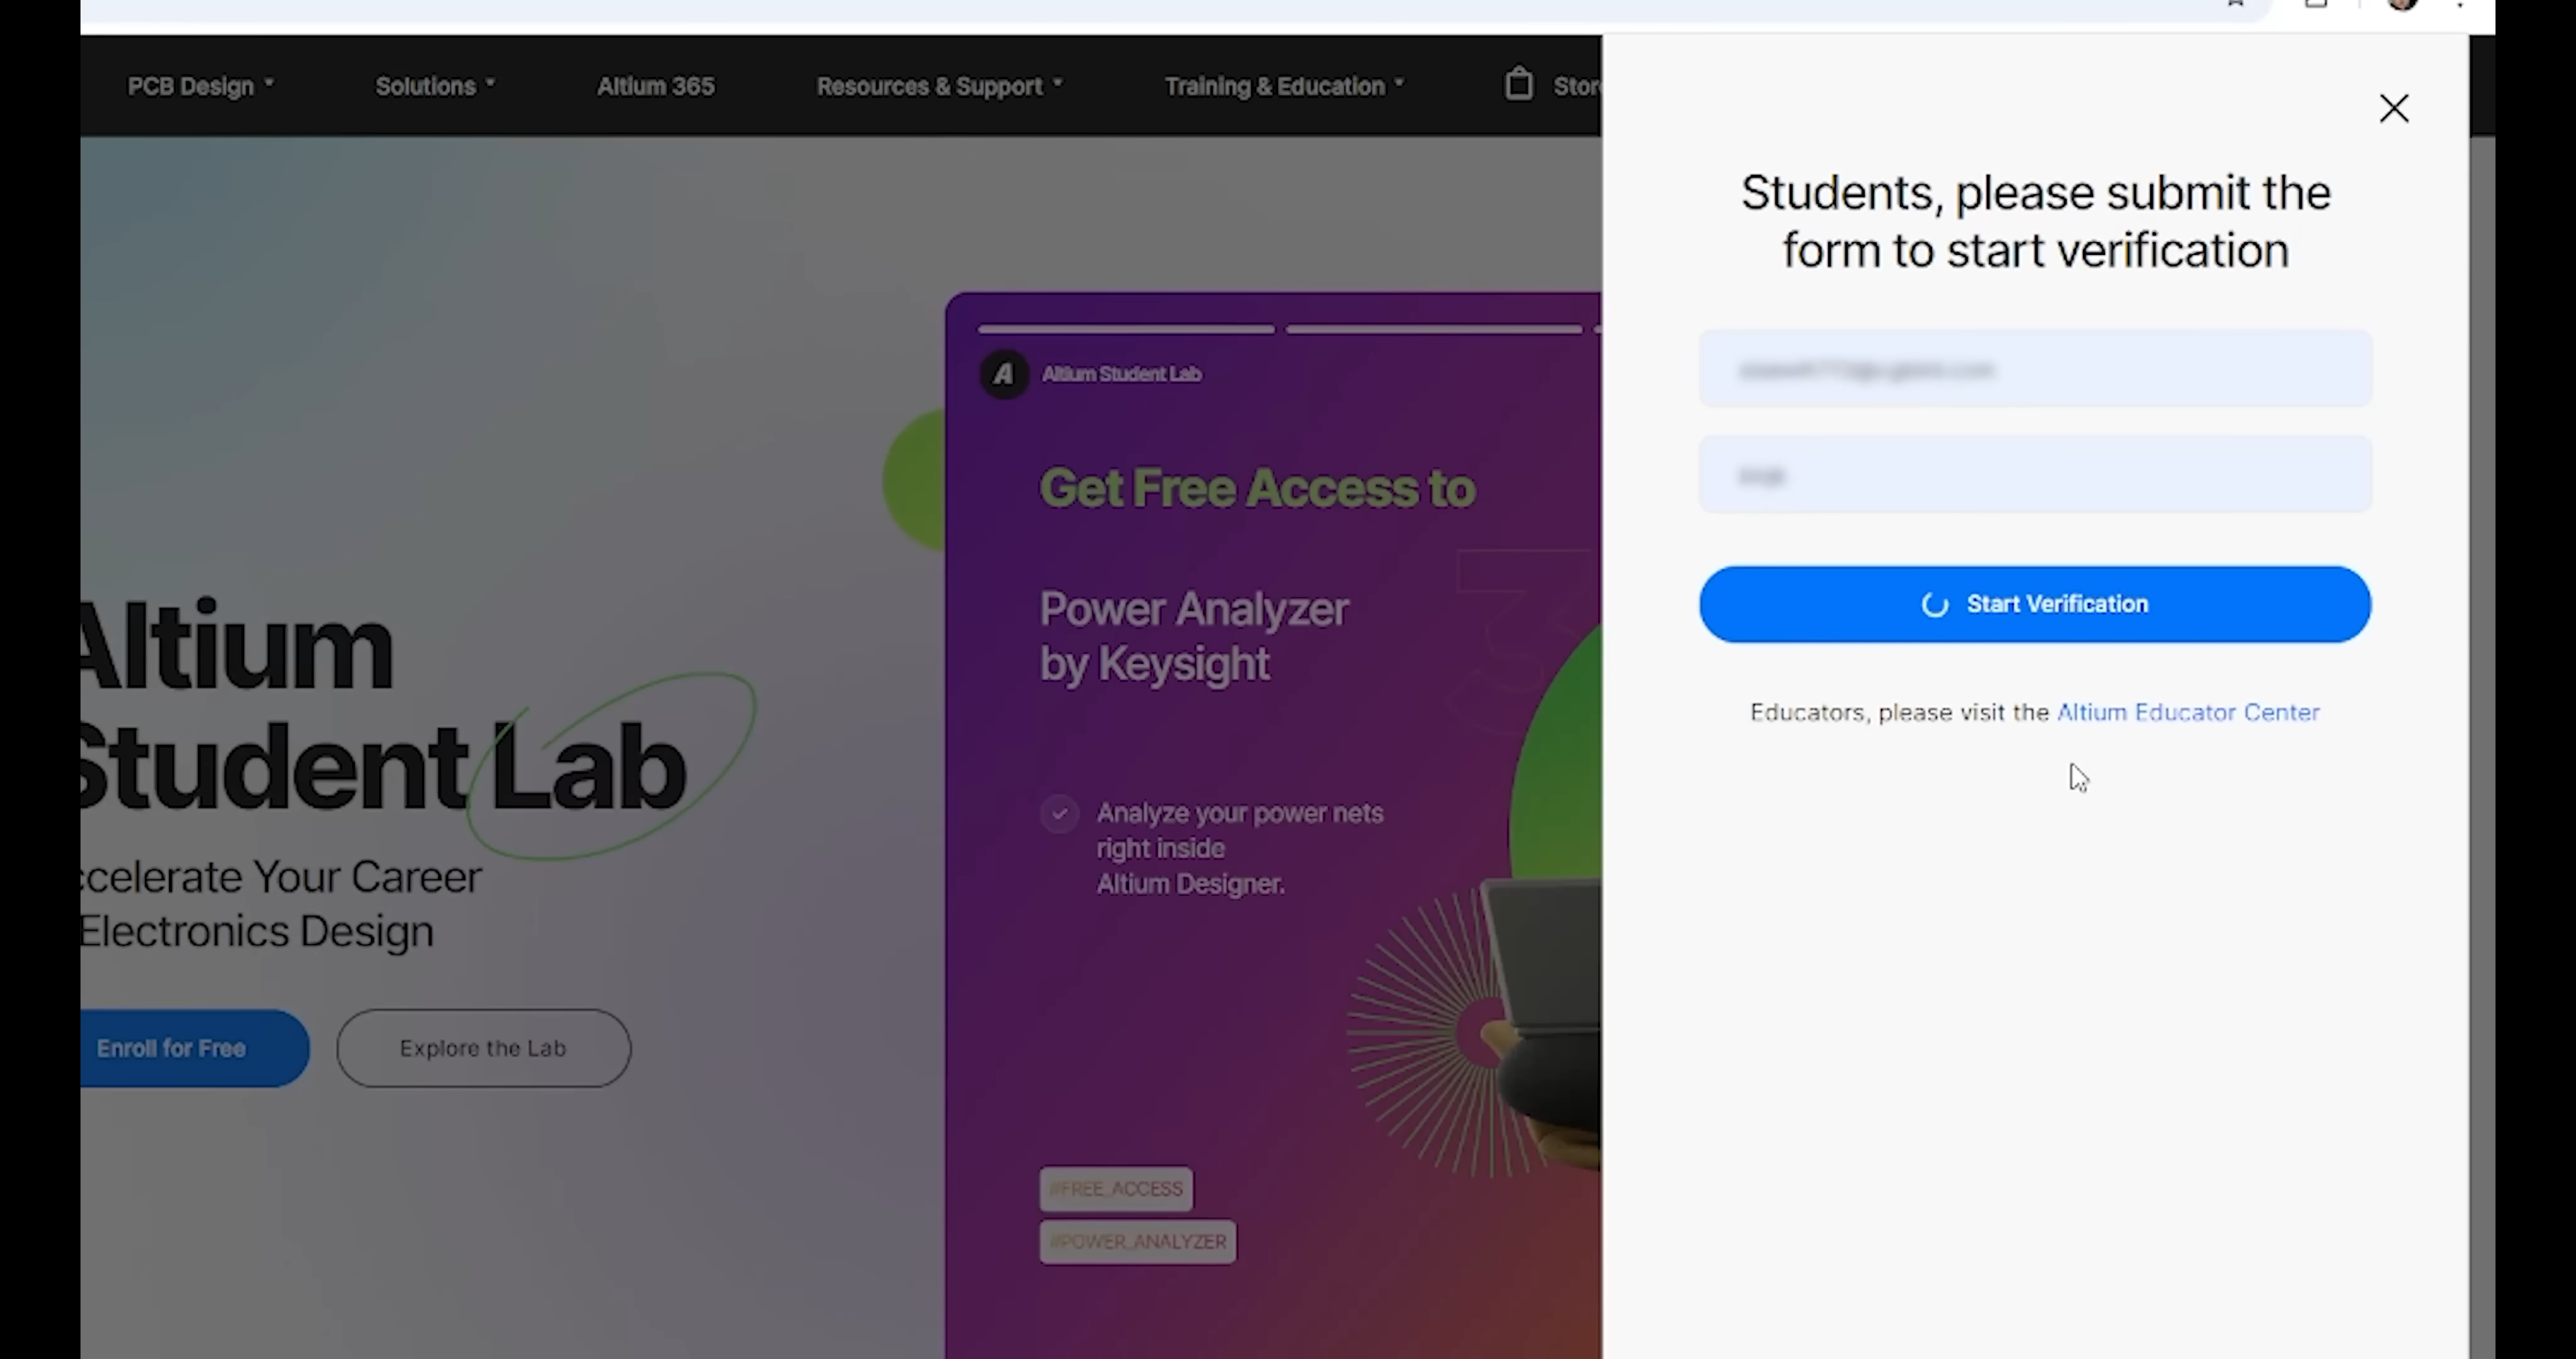 PCB Design
Solutions
Altium 365
Resources & Support
Training & Education
Altium
Student Lab
Electronics Design
Your Career
Enroll for Free
Explore the Lab
A
Altium Student Lab
Get Free Access to
3
Power Analyzer
by Keysight
Analyze your power nets
right inside
Altium Designer.
#FREE_ACCESS
#POWER_ANALYZER
Students, please submit the
form to start verification
Start Verification
Educators, please visit the Altium Educator Center